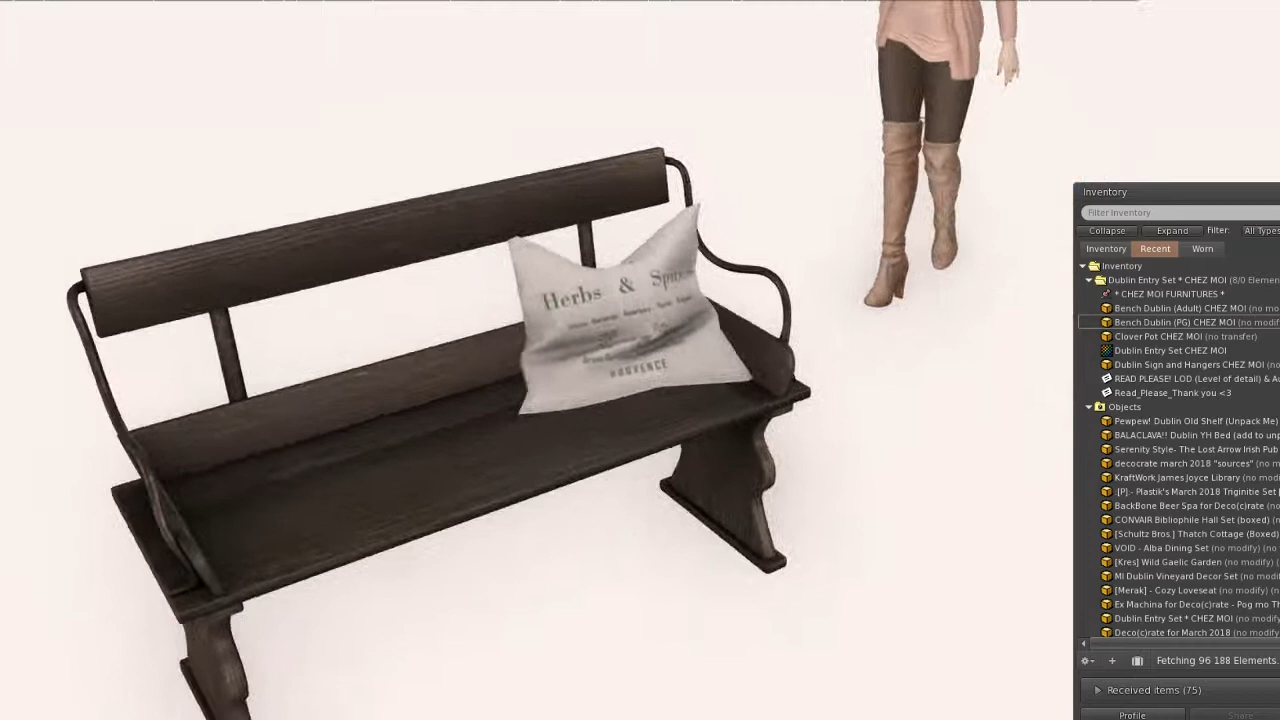 Herbs & Spices
PROVENCE
Inventory
Filter Inventory
Collapse Expand Filter: All Types
Inventory Recent Worn
Inventory
Dublin Entry Set * CHEZ MOI (8/0 Elemen
* CHEZ MOI FURNITURES *
Bench Dublin (Adult) CHEZ MOI (no mo
Bench Dublin (PG) CHEZ MOI (no modif
Clover Pot CHEZ MOI (no transfer)
Dublin Entry Set CHEZ MOI
Dublin Sign and Hangers CHEZ MOI (no
READ PLEASE! LOD (Level of detail) & Au
Read_Please_Thank you <3
Objects
Pewpew! Dublin Old Shelf (Unpack Me)
BALACLAVA!! Dublin YH Bed (add to unp
Serenity Style- The Lost Arrow Irish Pub
decocrate march 2018 "sources" (no m
KraftWork James Joyce Library (no mo
:[P]:- Plastik's March 2018 Triginitie Set [
BackBone Beer Spa for Deco(c)rate (no
CONVAIR Bibliophile Hall Set (boxed) (n
[Schultz Bros.] Thatch Cottage (Boxed)
VOID - Alba Dining Set (no modify) (no
[Kres] Wild Gaelic Garden (no modify) (
MI Dublin Vineyard Decor Set (no modi
[Merak] - Cozy Loveseat (no modify) (n
Ex Machina for Deco(c)rate - Pog mo Th
Dublin Entry Set * CHEZ MOI (no modif
Deco(c)rate for March 2018 (no modify
Fetching 96 188 Elements.
Received items (75)
Profile Share